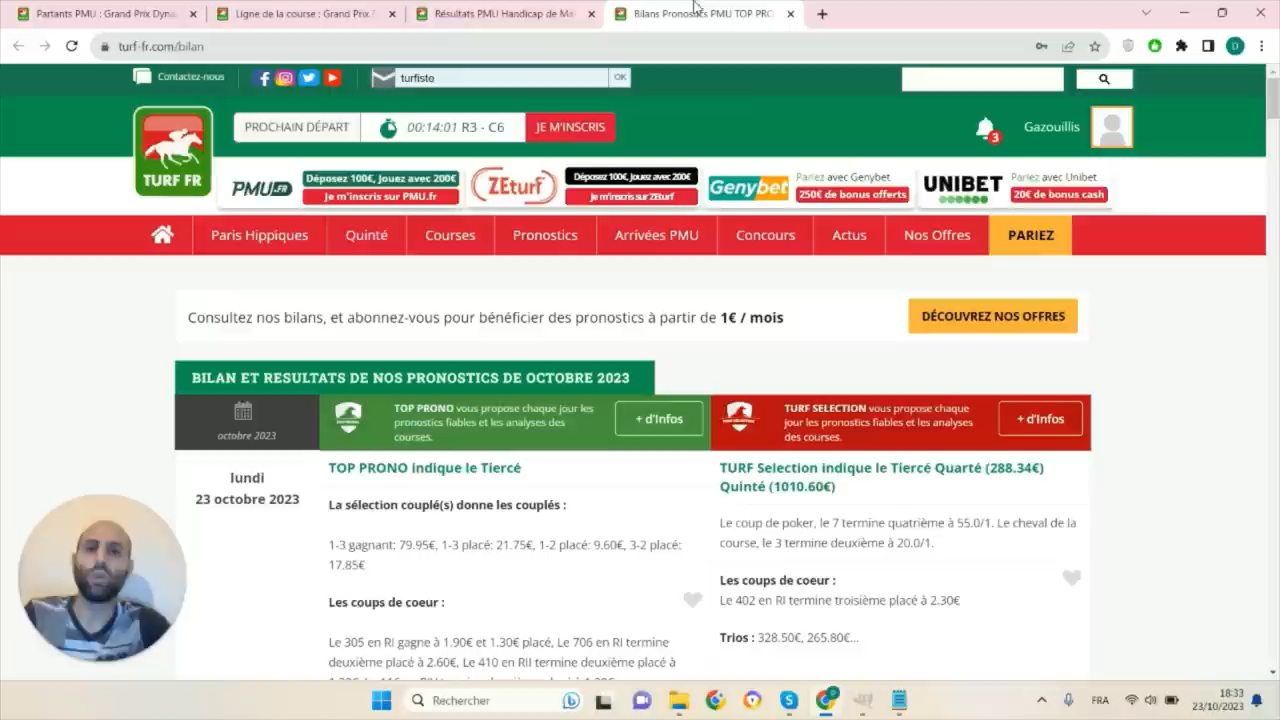 Partants PMU : Grand Prix Dyna
Ligne de la course : Grand Prix
Résultats PMU Handicap de Ma
Bilans Pronostics PMU TOP PRO
turf-fr.com/bilan
D
Contactez-nous
turfiste
OK
PROCHAIN DÉPART
00:14:01 R3 - C6
JE M'INSCRIS
3
Gazouillis
TURF FR
PMU.FR
Déposez 100€, Jouez avec 200€
Je m'inscris sur PMU.fr
ZEturf
Déposez 100€, Jouez avec 200€
Je m'inscris sur ZEturf
Genybet
Pariez avec Genybet
250€ de bonus offerts
UNIBET
Pariez avec Unibet
20€ de bonus cash
Paris Hippiques
Quinté
Courses
Pronostics
Arrivées PMU
Concours
Actus
Nos Offres
PARIEZ
Consultez nos bilans, et abonnez-vous pour bénéficier des pronostics à partir de 1€ / mois
DÉCOUVREZ NOS OFFRES
BILAN ET RESULTATS DE NOS PRONOSTICS DE OCTOBRE 2023
octobre 2023
TOP PRONO vous propose chaque jour les
pronostics fiables et les analyses des
courses.
+ d'Infos
TURF SELECTION vous propose chaque
jour les pronostics fiables et les analyses
des courses.
+ d'Infos
lundi
23 octobre 2023
TOP PRONO indique le Tiercé
La sélection couplé(s) donne les couplés :
1-3 gagnant: 79.95€, 1-3 placé: 21.75€, 1-2 placé: 9.60€, 3-2 placé:
17.85€
Les coups de coeur :
Le 305 en RI gagne à 1.90€ et 1.30€ placé, Le 706 en RI termine
deuxième placé à 2.60€, Le 410 en RII termine deuxième placé à
TURF Selection indique le Tiercé Quarté (288.34€)
Quinté (1010.60€)
Le coup de poker, le 7 termine quatrième à 55.0/1. Le cheval de la
course, le 3 termine deuxième à 20.0/1.
Les coups de coeur :
Le 402 en RI termine troisième placé à 2.30€
Trios : 328.50€, 265.80€...
Rechercher
FRA
18:33
23/10/2023